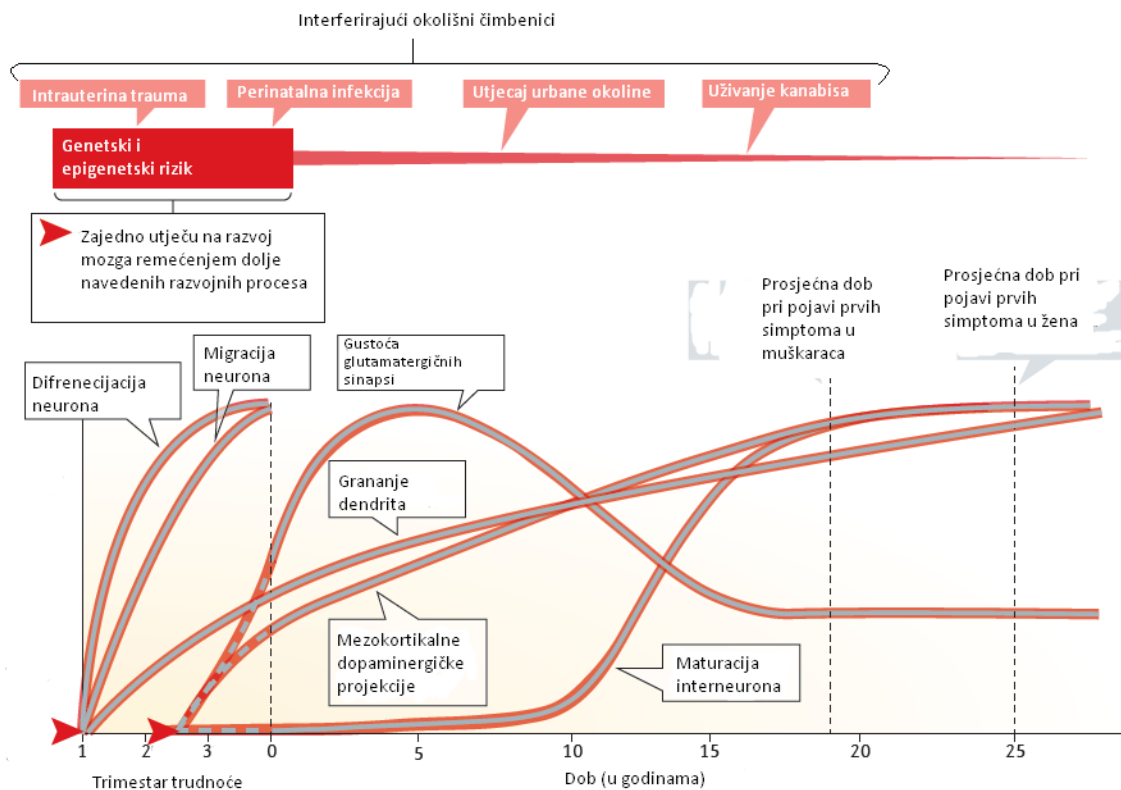 Interferirajući okolišni čimbenici
Intrauterina trauma
Perinatalna infekcija
Utjecaj urbane okoline
Uživanje kanabisa
Genetski i
epigenetski rizik
Zajedno utječu na razvoj
mozga remećenjem dolje
navedenih razvojnih procesa
Prosječna dob
pri pojavi prvih
simptoma u
muškaraca
Prosječna dob pri
pojavi prvih
simptoma u žena
Difrenecijacija
neurona
Migracija
neurona
Gustoća
glutamatergičnih
sinapsi
Grananje
dendrita
Mezokortikalne
dopaminergičke
projekcije
Maturacija
interneurona
1 2 3 0 5 10 15 20 25
Trimestar trudnoće
Dob (u godinama)